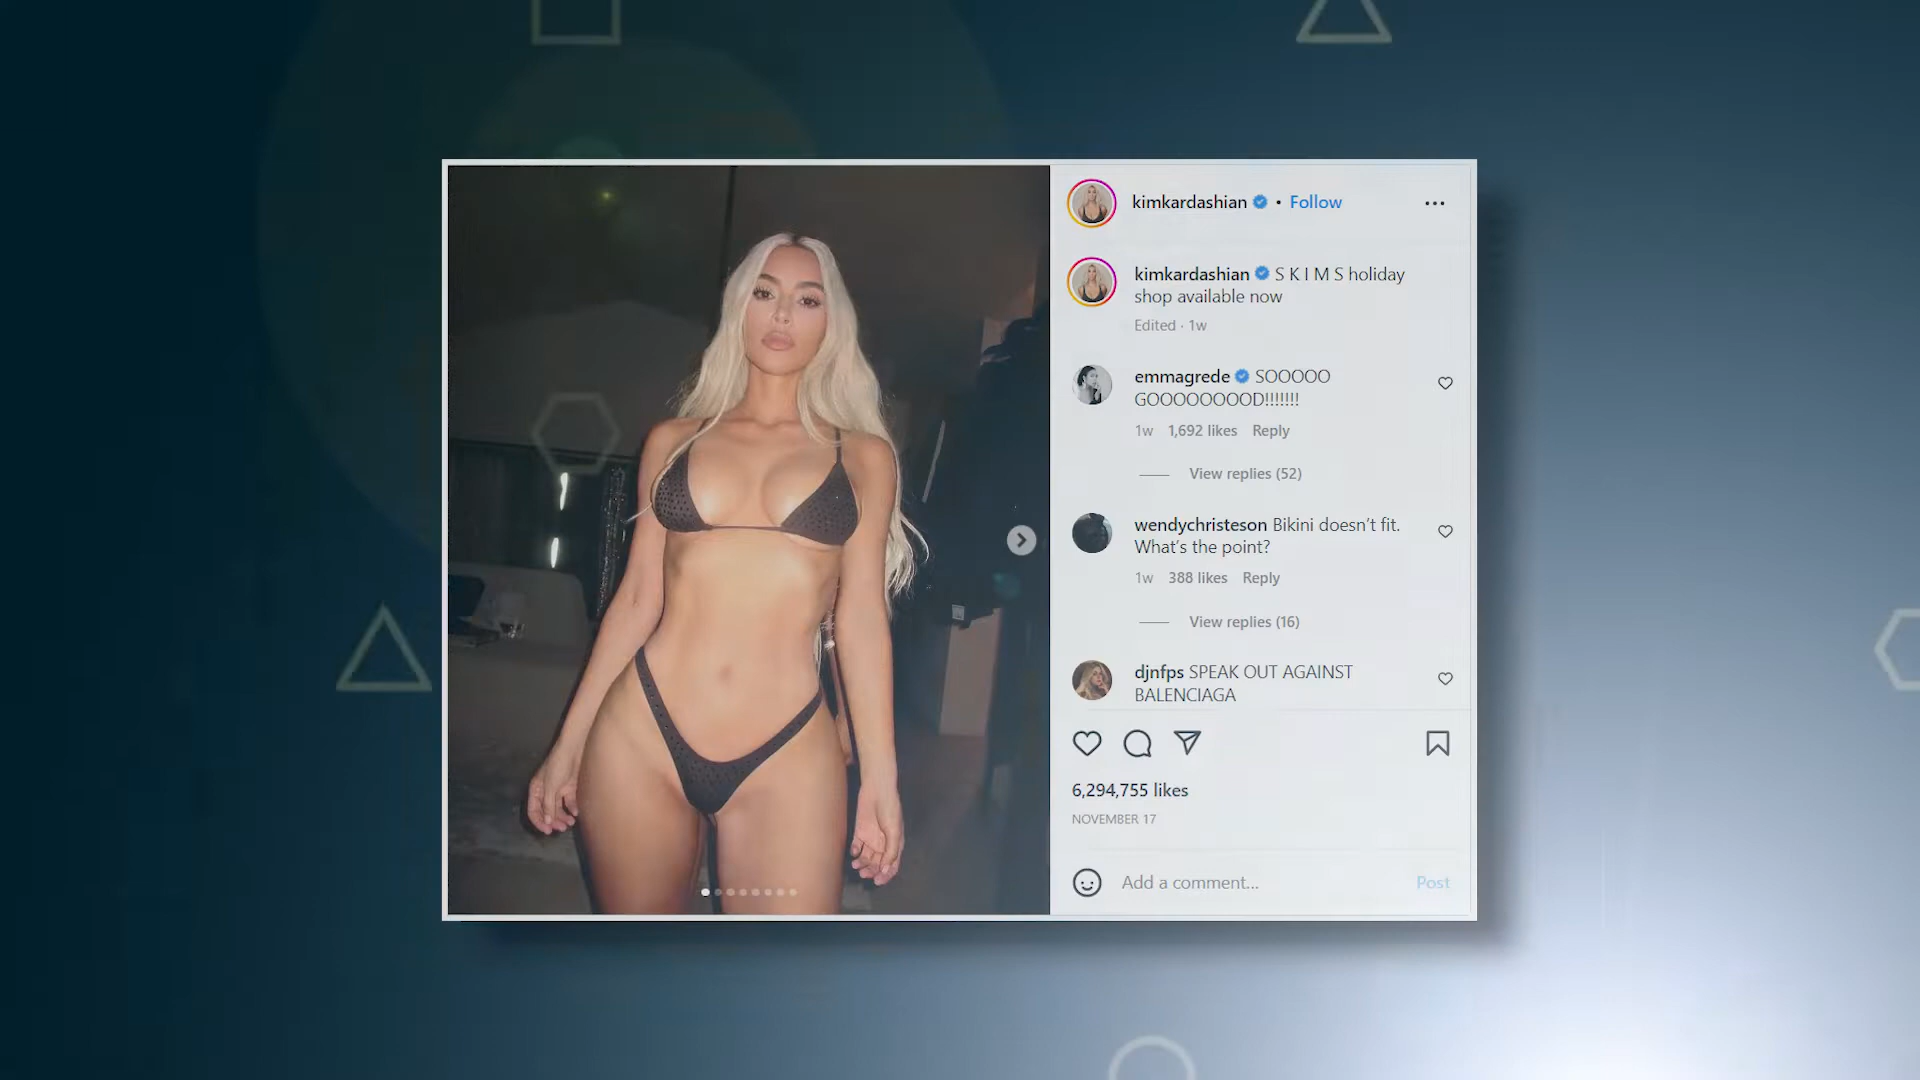 kimkardashian • Follow
kimkardashian S K I M S holiday
shop available now
Edited · 1w
emmagrede SOOOOO
GOOOOOOOOD!!!!!!!
1w 1,692 likes Reply
View replies (52)
wendychristeson Bikini doesn't fit.
What's the point?
1w 388 likes Reply
View replies (16)
djnfps SPEAK OUT AGAINST
BALENCIAGA
6,294,755 likes
NOVEMBER 17
Add a comment... Post